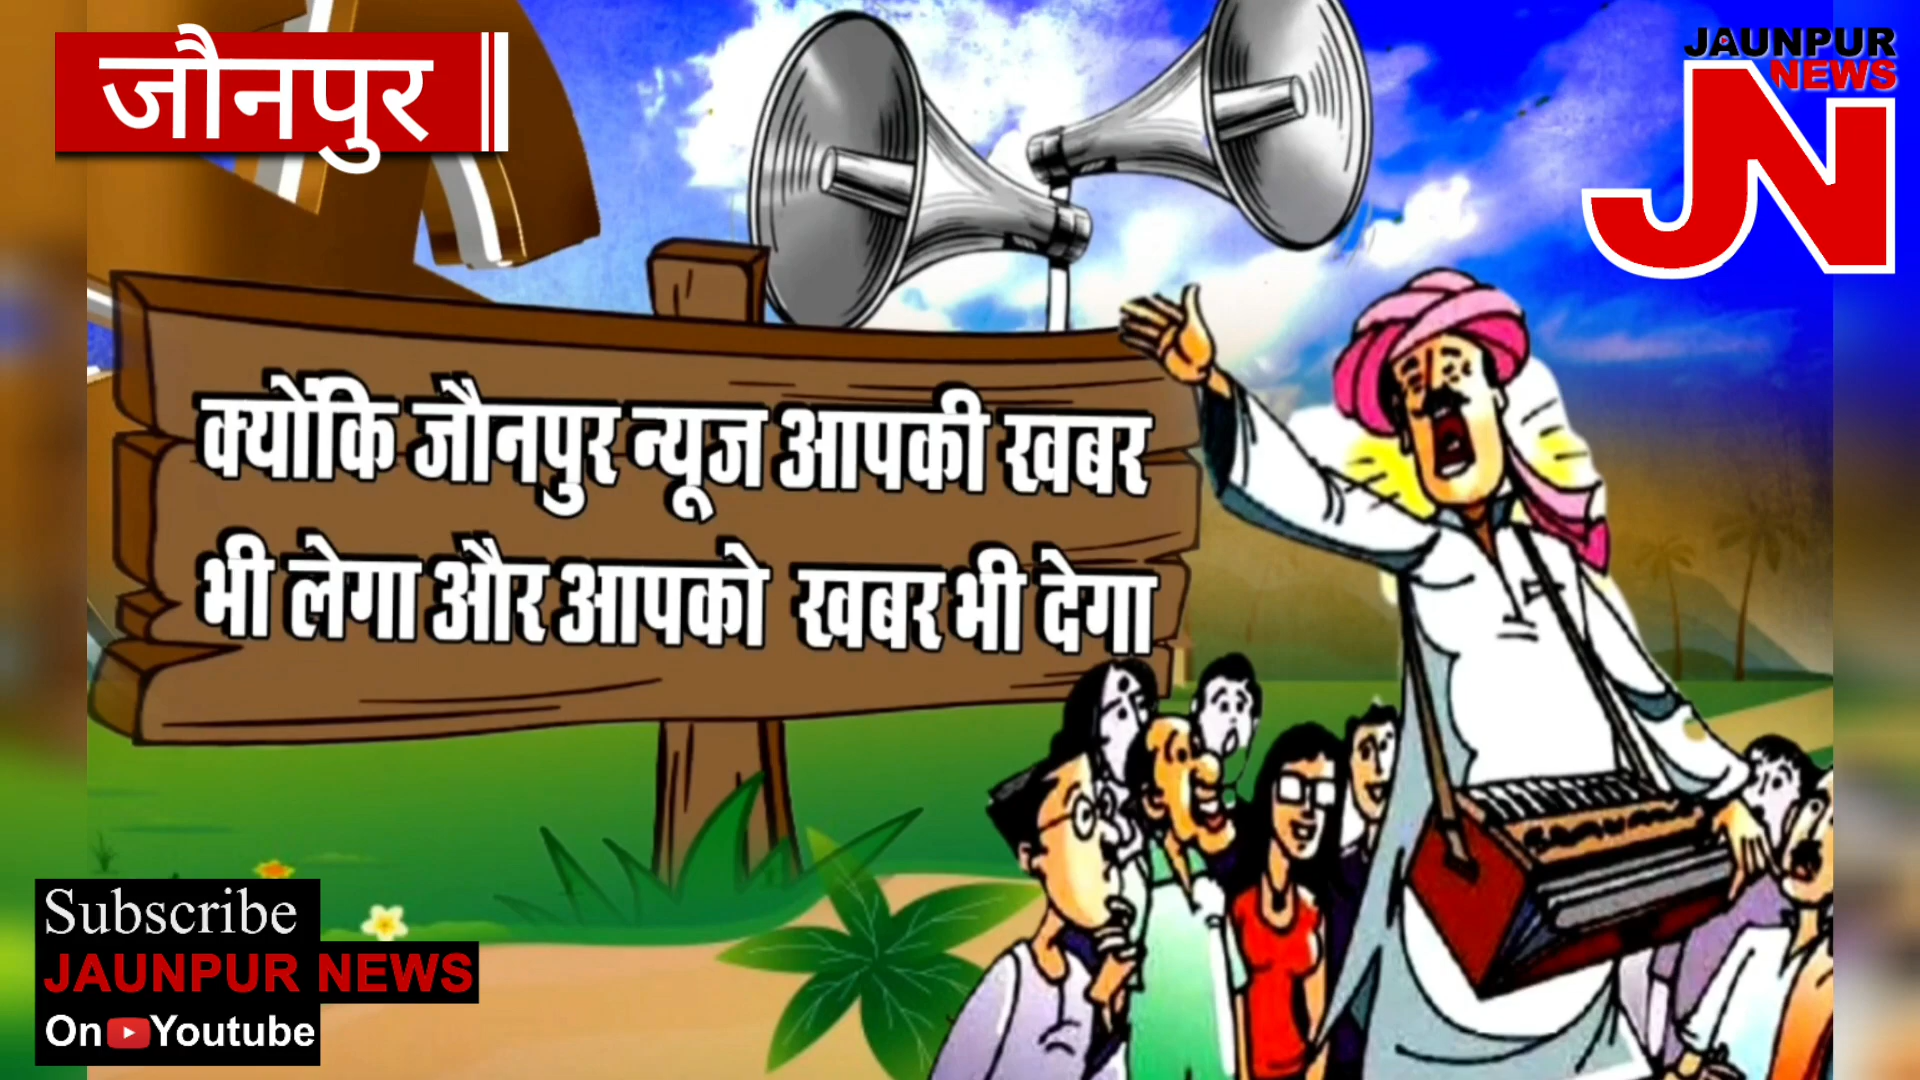 जौनपुर
JAUNPUR
NEWS
JN
क्योंकि जौनपुर न्यूज आपकी खबर
भी लेगा और आपको खबर भी देगा
Subscribe
JAUNPUR NEWS
On Youtube